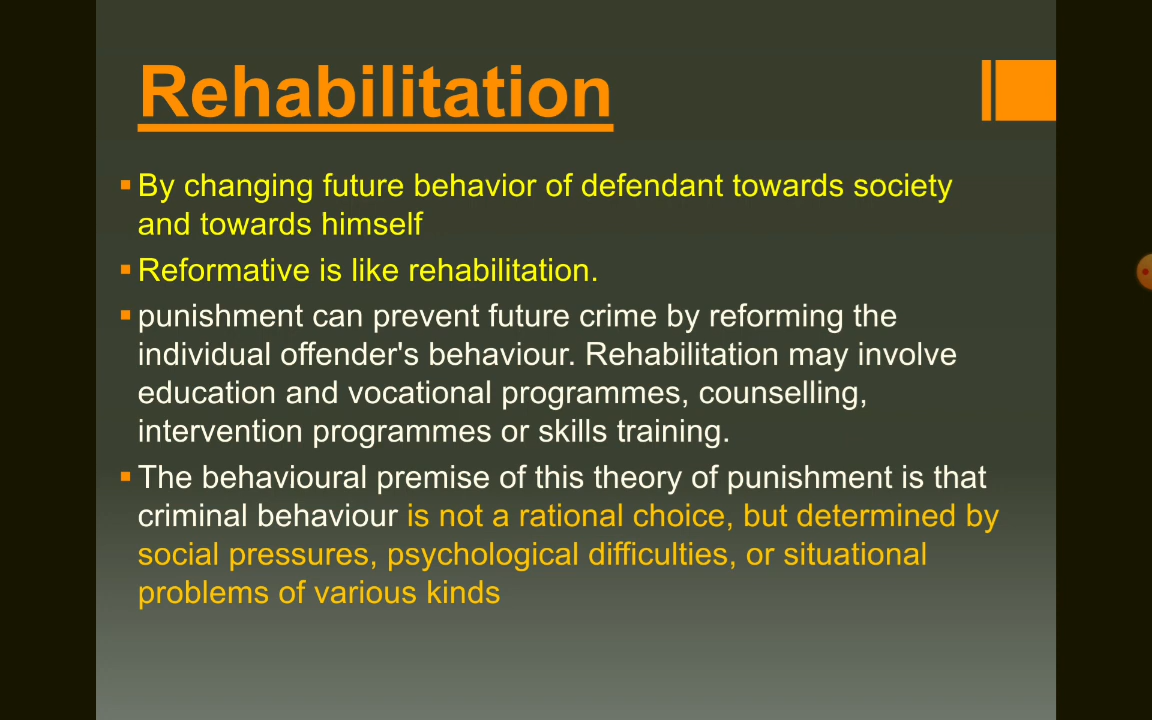 Rehabilitation
▪ By changing future behavior of defendant towards society
and towards himself
▪ Reformative is like rehabilitation.
▪ punishment can prevent future crime by reforming the
individual offender's behaviour. Rehabilitation may involve
education and vocational programmes, counselling,
intervention programmes or skills training.
▪ The behavioural premise of this theory of punishment is that
criminal behaviour is not a rational choice, but determined by
social pressures, psychological difficulties, or situational
problems of various kinds